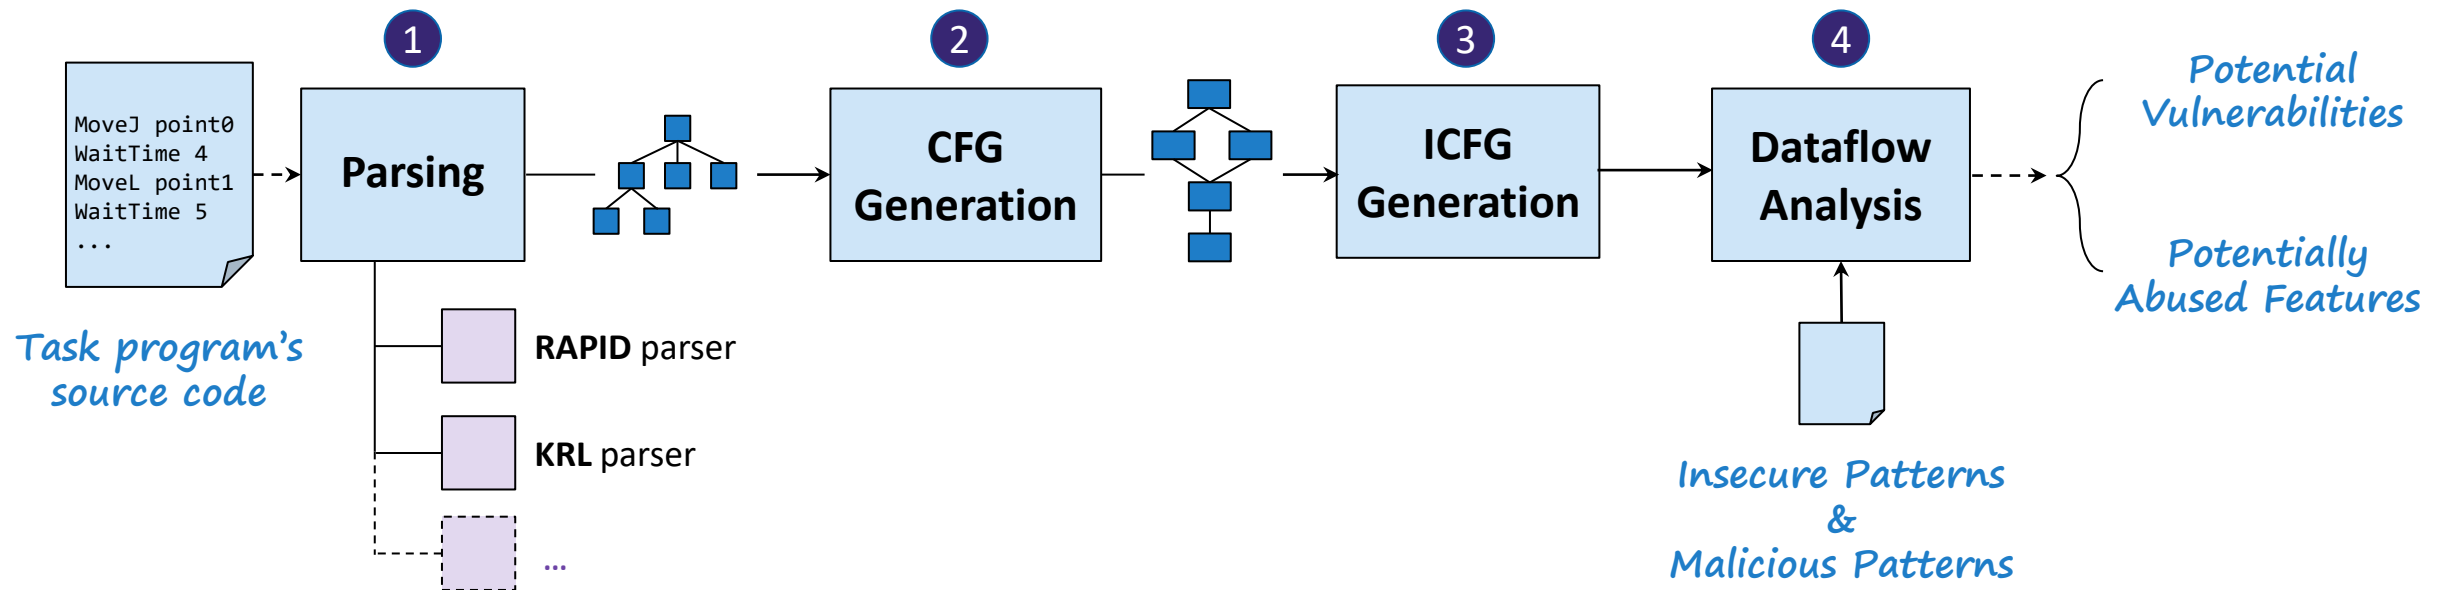 1
2
3
4
MoveJ point0
WaitTime 4
MoveL point1
WaitTime 5
...
Task program's
source code
Parsing
RAPID parser
KRL parser
...
CFG
Generation
ICFG
Generation
Dataflow
Analysis
Insecure Patterns
&
Malicious Patterns
Potential
Vulnerabilities
Potentially
Abused Features